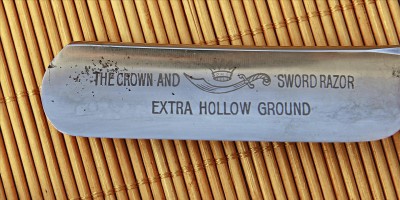 THE CROWN AND SWORD RAZOR
EXTRA HOLLOW GROUND